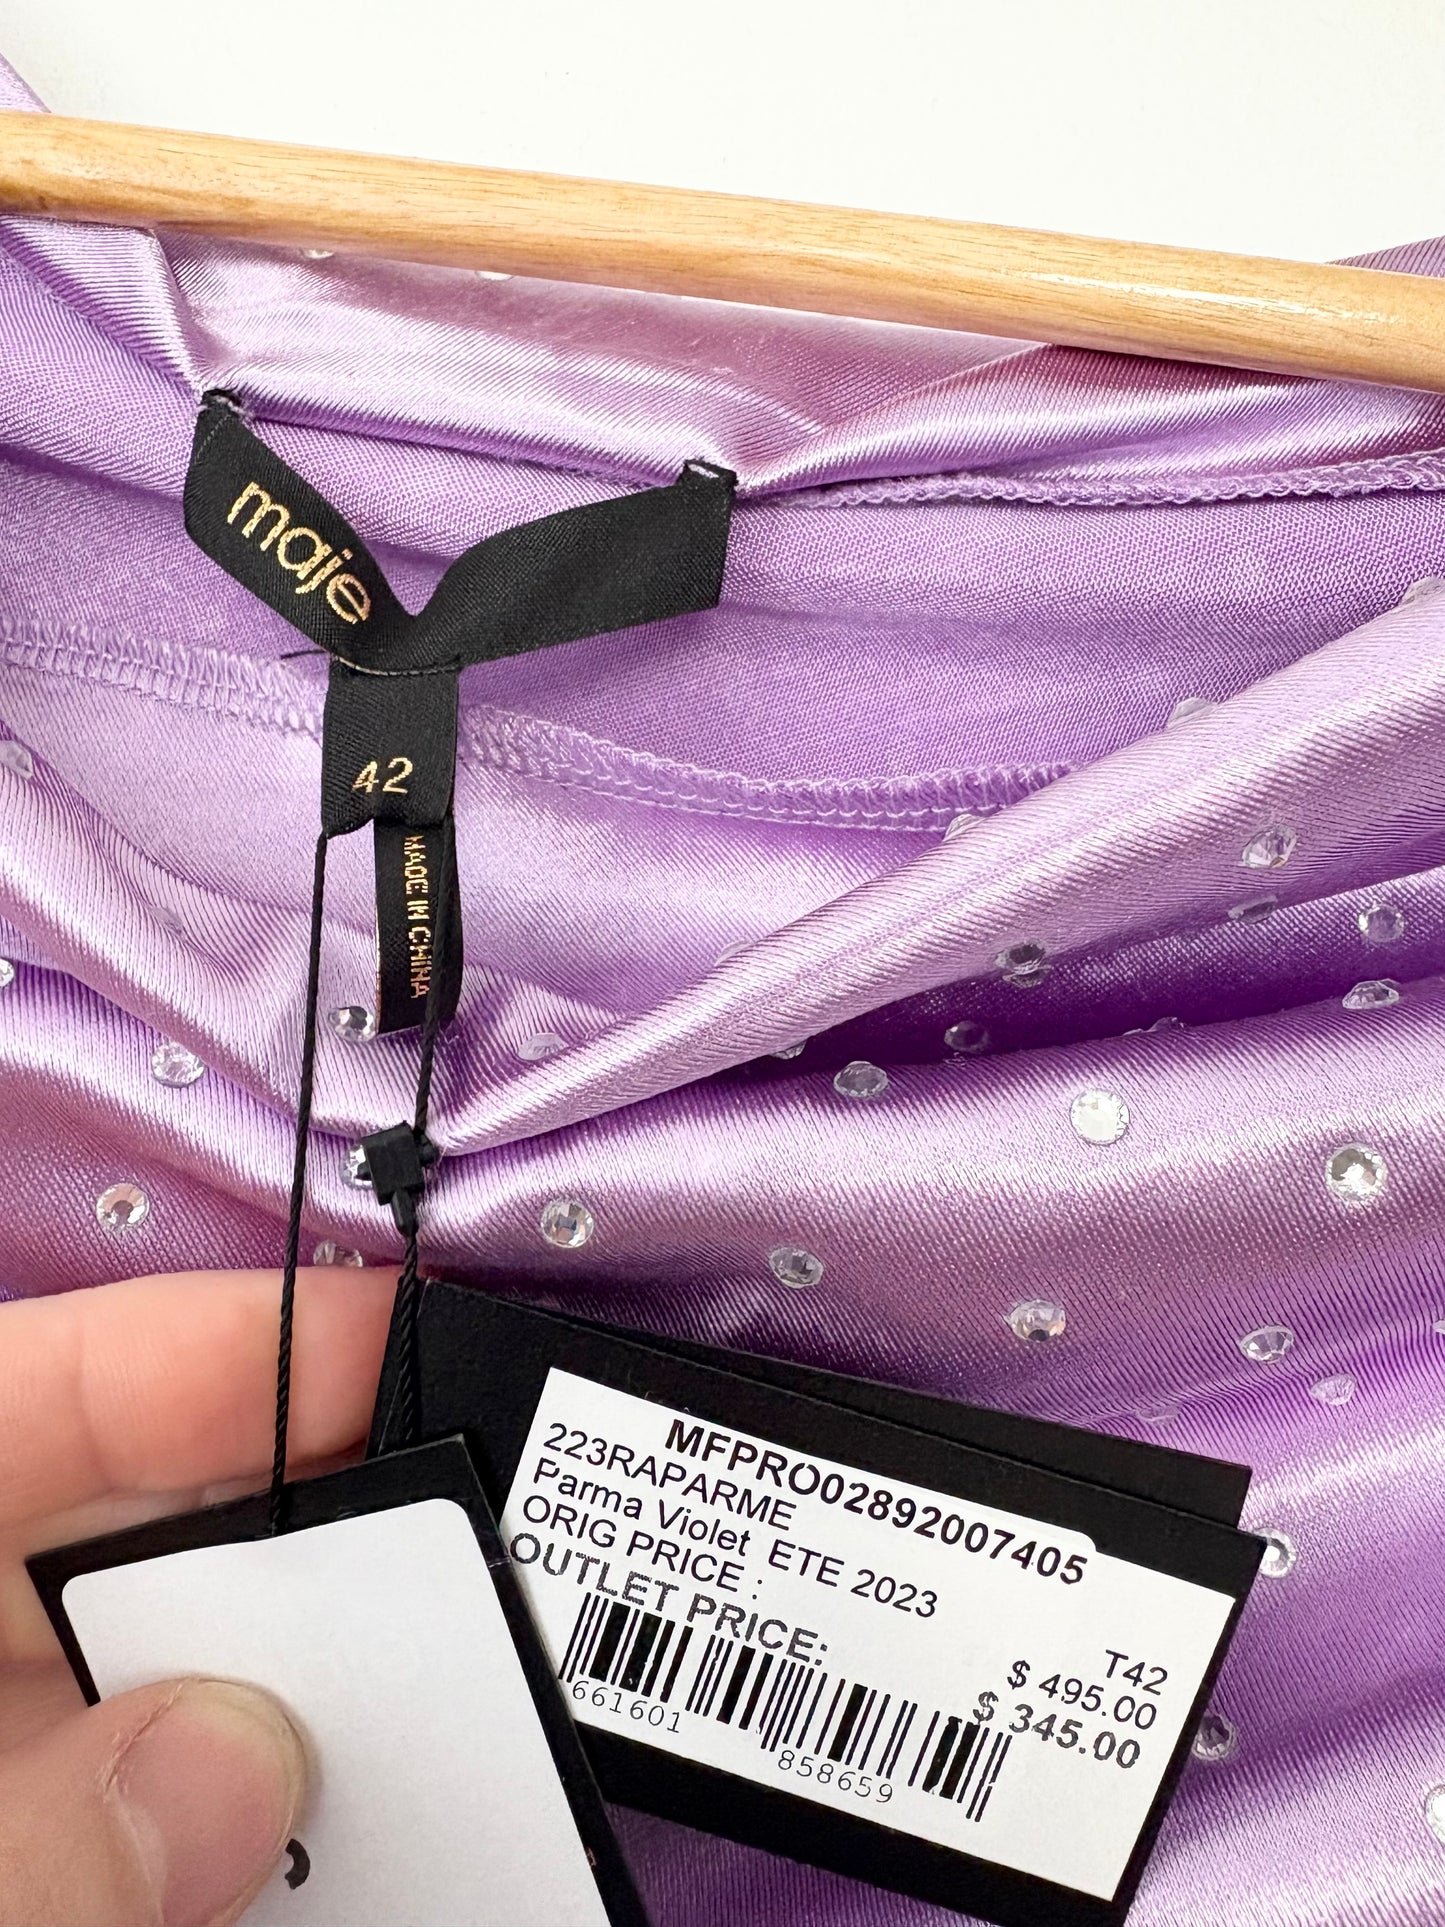 maje
42
MADE IN CHINA
MFPRO02892007405
223RAPARME
Parma Violet ETE 2023
T42
ORIG PRICE : $ 495.00
OUTLET PRICE: $ 345.00
661601 858659